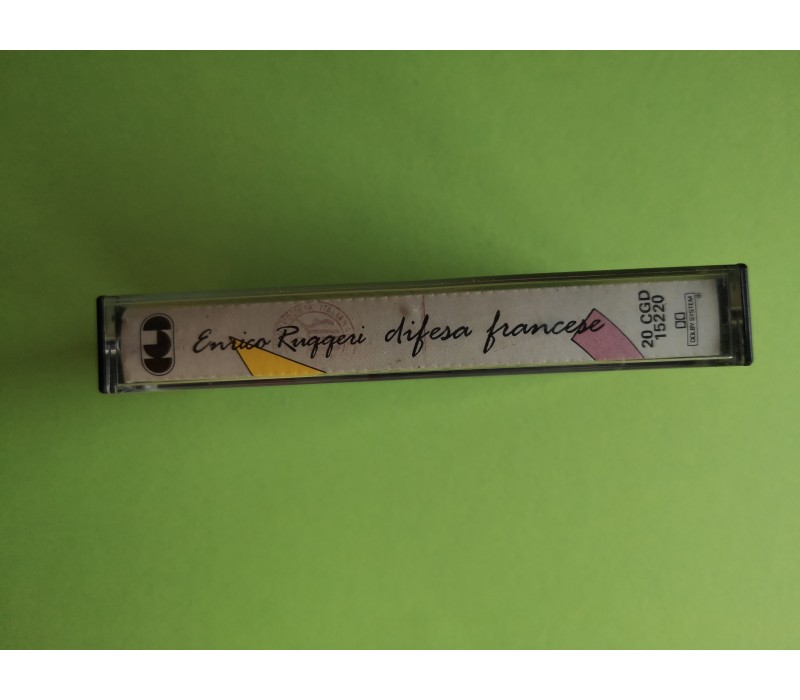 Enrico Ruggeri difesa francese
20 CGD
15220
DOLBY SYSTEM